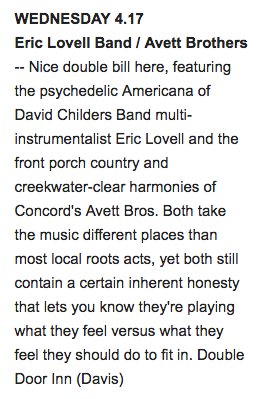 WEDNESDAY 4.17
Eric Lovell Band / Avett Brothers
-- Nice double bill here, featuring
the psychedelic Americana of
David Childers Band multi-
instrumentalist Eric Lovell and the
front porch country and
creekwater-clear harmonies of
Concord's Avett Bros. Both take
the music different places than
most local roots acts, yet both still
contain a certain inherent honesty
that lets you know they're playing
what they feel versus what they
feel they should do to fit in. Double
Door Inn (Davis)